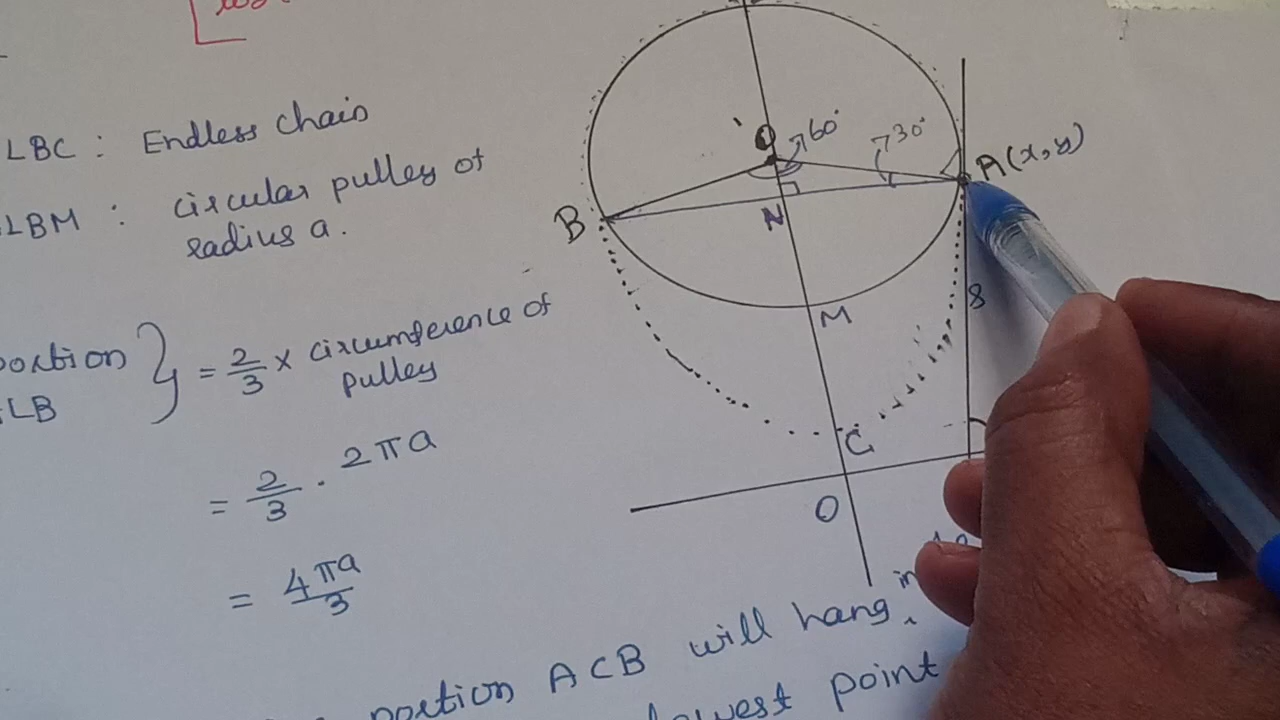 LBC : Endless chain
LBM : circular pulley of
radius a.
portion
LB
} = 2/3 × circumference of
pulley
= 2/3 . 2πa
= 4πa/3
portion ACB will hang
lowest point
in
O
60°
30°
A(x,y)
B
N
M
8
C
O